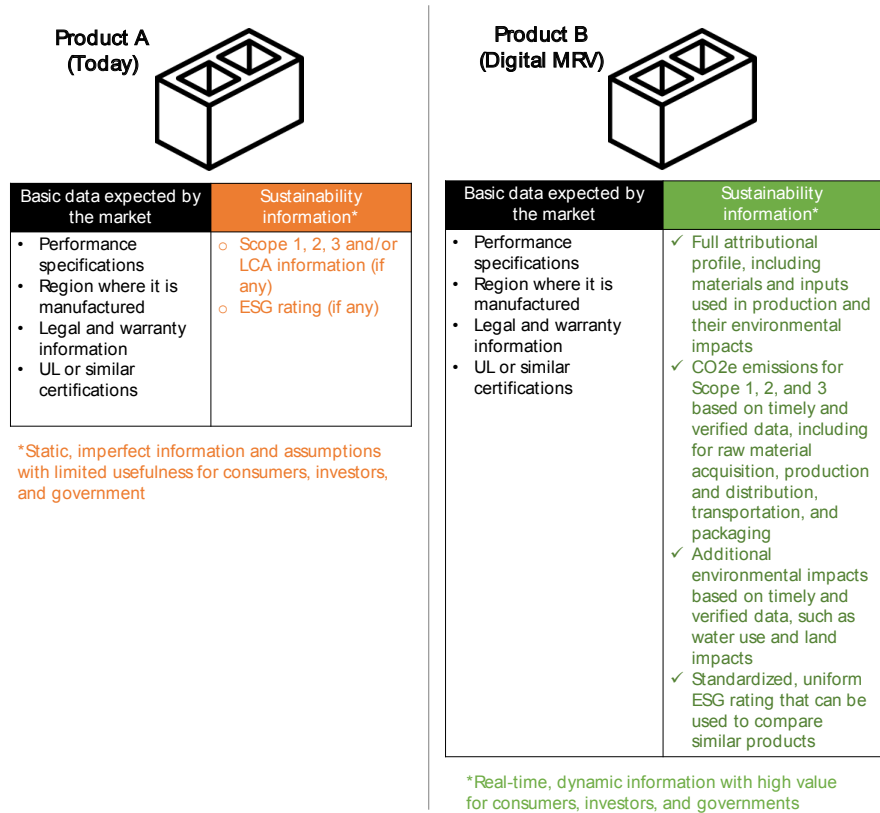 Product A
(Today)
Basic data expected by
the market
Sustainability
information*
• Performance
specifications
• Region where it is
manufactured
• Legal and warranty
information
• UL or similar
certifications
o Scope 1, 2, 3 and/or
LCA information (if
any)
o ESG rating (if any)
*Static, imperfect information and assumptions
with limited usefulness for consumers, investors,
and government
Product B
(Digital MRV)
Basic data expected by
the market
Sustainability
information*
• Performance
specifications
• Region where it is
manufactured
• Legal and warranty
information
• UL or similar
certifications
✓ Full attributional
profile, including
materials and inputs
used in production and
their environmental
impacts
✓ CO2e emissions for
Scope 1, 2, and 3
based on timely and
verified data, including
for raw material
acquisition, production
and distribution,
transportation, and
packaging
✓ Additional
environmental impacts
based on timely and
verified data, such as
water use and land
impacts
✓ Standardized, uniform
ESG rating that can be
used to compare
similar products
*Real-time, dynamic information with high value
for consumers, investors, and governments